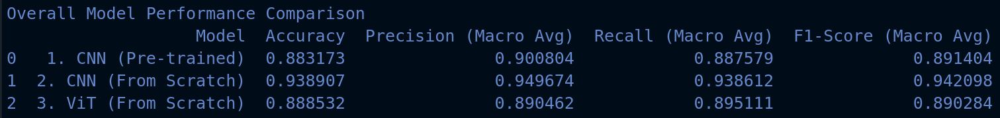 Overall Model Performance Comparison
Model Accuracy Precision (Macro Avg) Recall (Macro Avg) F1-Score (Macro Avg)
0 1. CNN (Pre-trained) 0.883173 0.900804 0.887579 0.891404
1 2. CNN (From Scratch) 0.938907 0.949674 0.938612 0.942098
2 3. ViT (From Scratch) 0.888532 0.890462 0.895111 0.890284